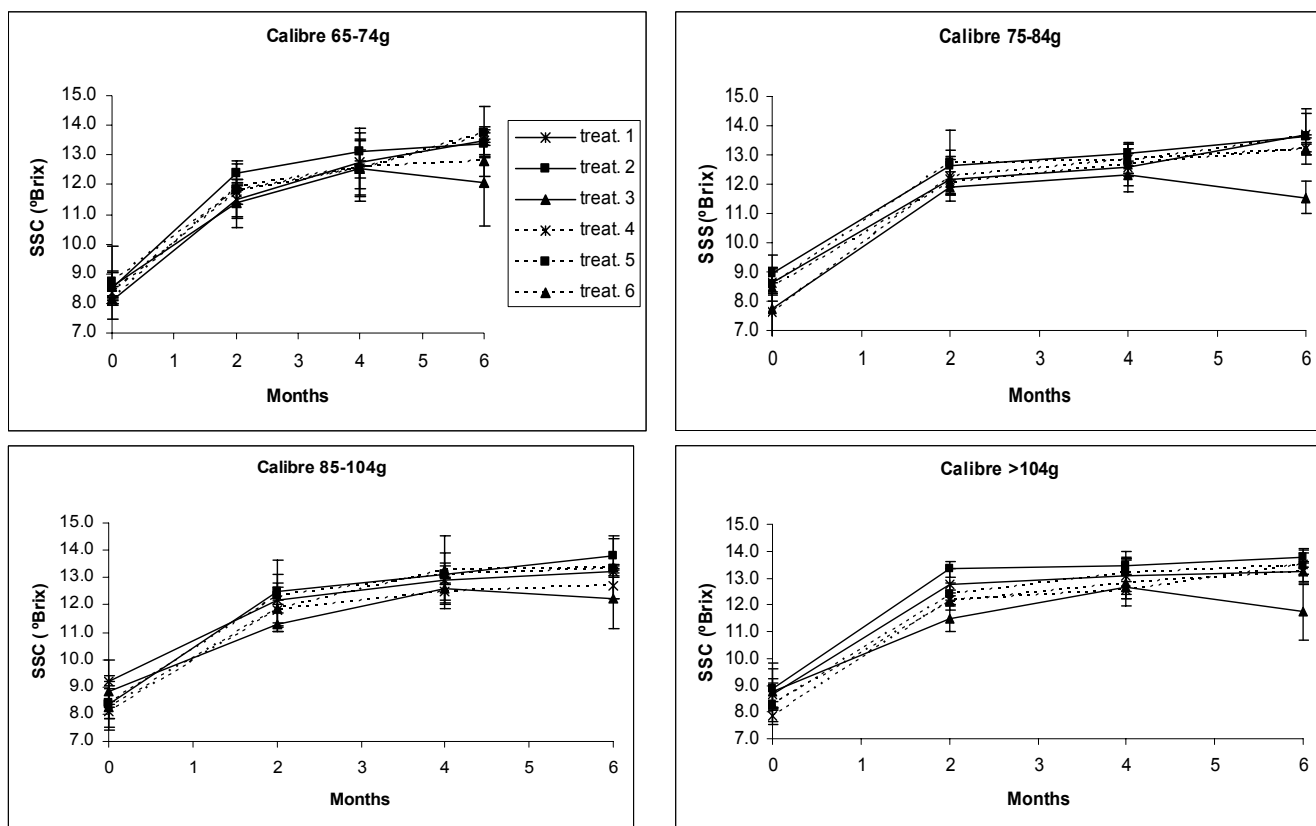 Calibre 65-74g
SSC (ºBrix)
15.0
14.0
13.0
12.0
11.0
10.0
9.0
8.0
7.0
0 1 2 3 4 5 6
Months
treat. 1
treat. 2
treat. 3
treat. 4
treat. 5
treat. 6
Calibre 75-84g
SSS (ºBrix)
15.0
14.0
13.0
12.0
11.0
10.0
9.0
8.0
7.0
0 1 2 3 4 5 6
Months
Calibre 85-104g
SSC (ºBrix)
15.0
14.0
13.0
12.0
11.0
10.0
9.0
8.0
7.0
0 1 2 3 4 5 6
Months
Calibre >104g
SSC (ºBrix)
15.0
14.0
13.0
12.0
11.0
10.0
9.0
8.0
7.0
0 1 2 3 4 5 6
Months